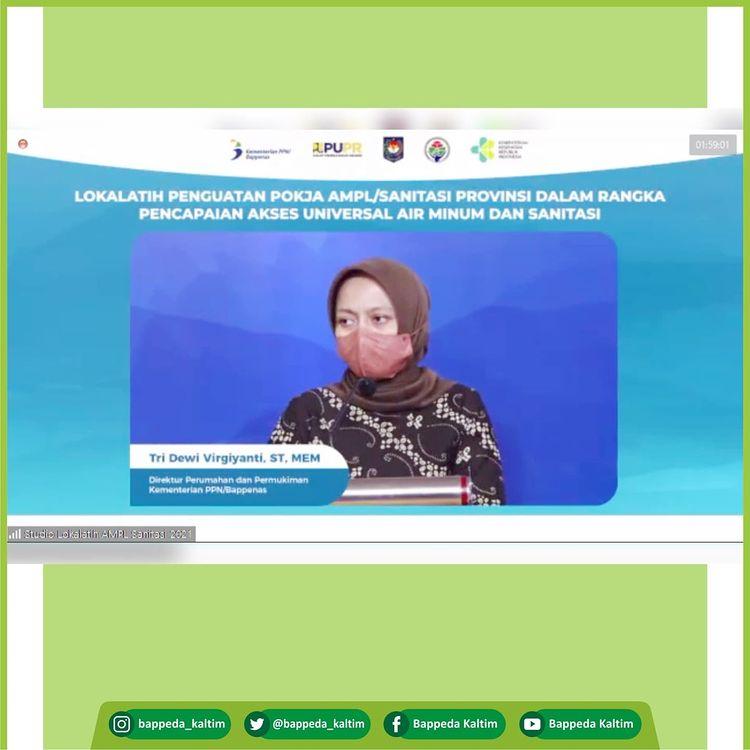 Kementerian PPN/
Bappenas
PUPR
KEMENTERIAN
KESEHATAN
REPUBLIK
INDONESIA
01:59:01
LOKALATIH PENGUATAN POKJA AMPL/SANITASI PROVINSI DALAM RANGKA
PENCAPAIAN AKSES UNIVERSAL AIR MINUM DAN SANITASI
Tri Dewi Virgiyanti, ST, MEM
Direktur Perumahan dan Permukiman
Kementerian PPN/Bappenas
Studio Lokalatih AMPL Sanitasi 2021
bappeda_kaltim
@bappeda_kaltim
Bappeda Kaltim
Bappeda Kaltim